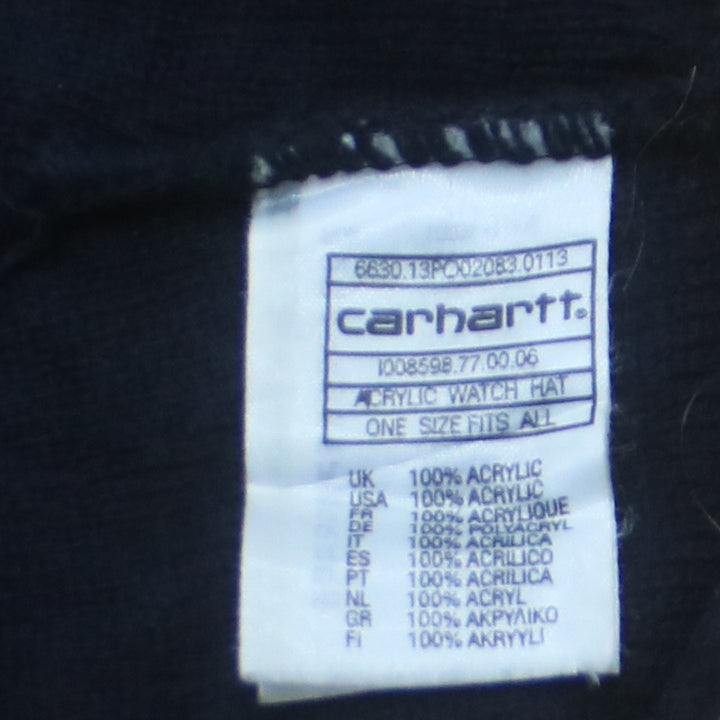 6630.13PO02083.0113
carhartt®
I008598.77.00.06
ACRYLIC WATCH HAT
ONE SIZE FITS ALL
UK 100% ACRYLIC
USA 100% ACRYLIC
FR 100% ACRYLIQUE
DE 100% POLYACRYL
IT 100% ACRILICA
ES 100% ACRILICO
PT 100% ACRILICA
NL 100% ACRYL
GR 100% ΑΚΡΥΛΙΚΟ
FI 100% AKRYYLI